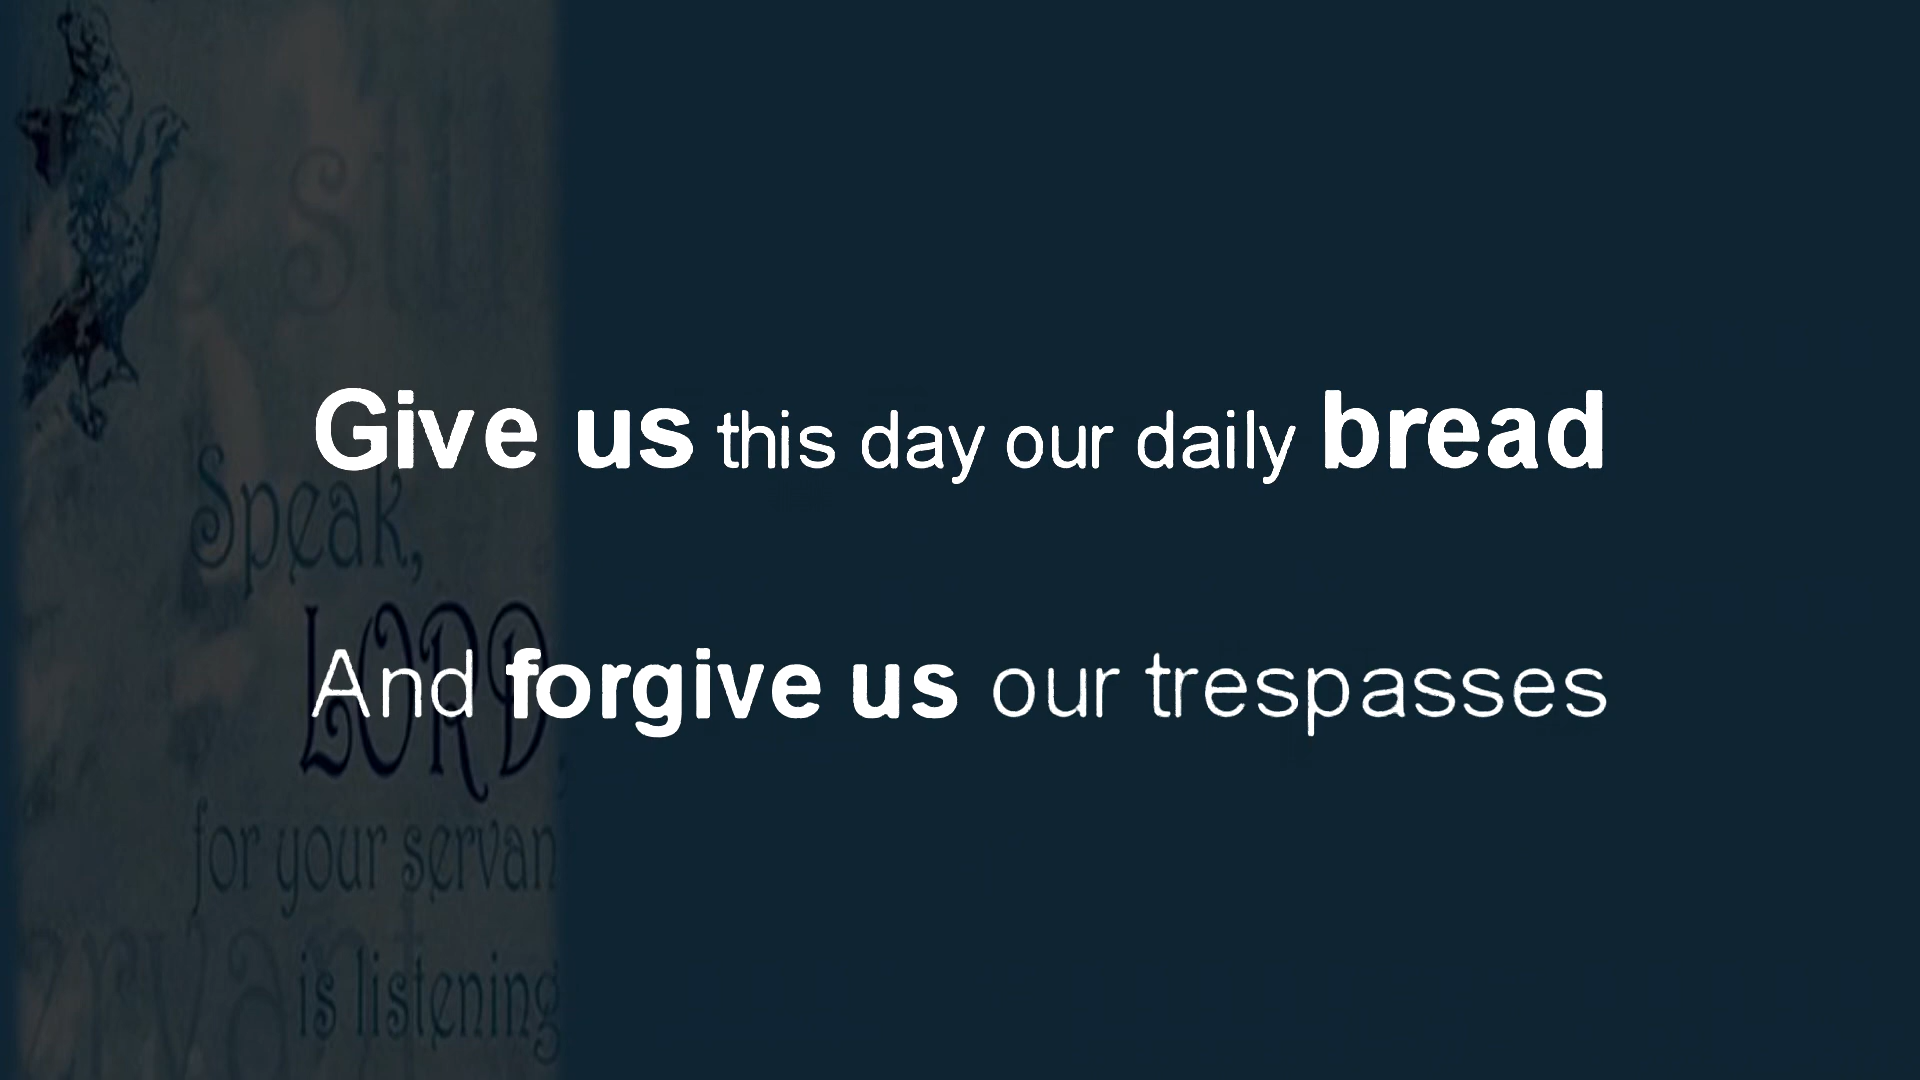 Give us this day our daily bread
And forgive us our trespasses
Speak,
LORD
for your servan
is listening